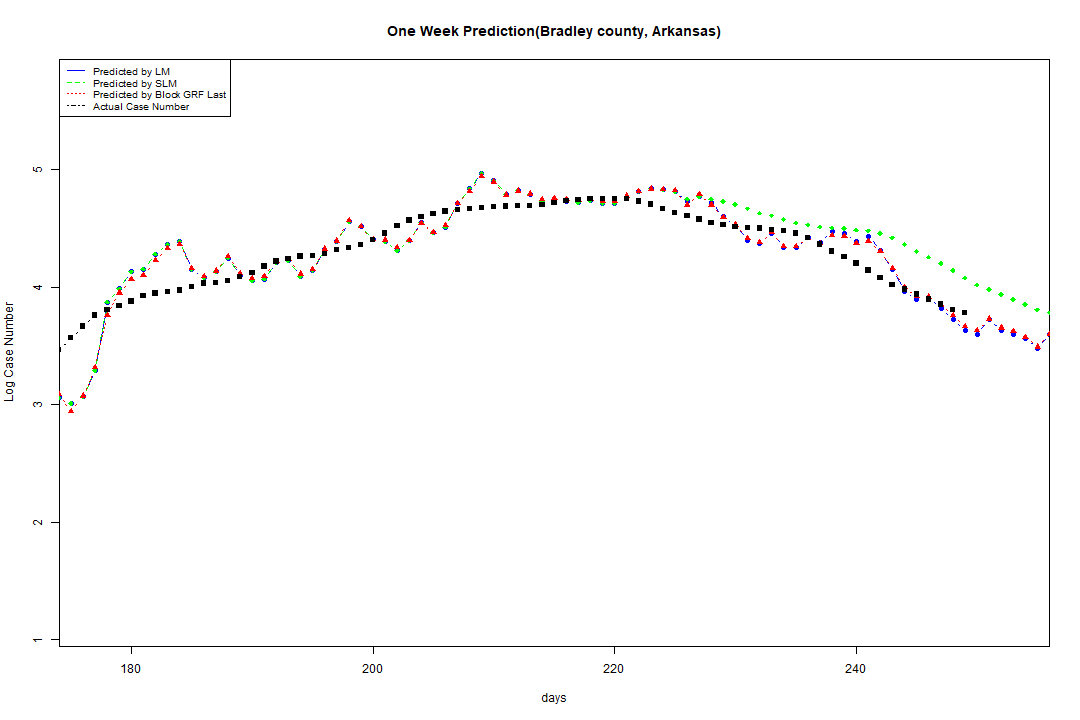 One Week Prediction(Bradley county, Arkansas)
Predicted by LM
Predicted by SLM
Predicted by Block GRF Last
Actual Case Number
5
4
3
2
1
Log Case Number
180 200 220 240
days